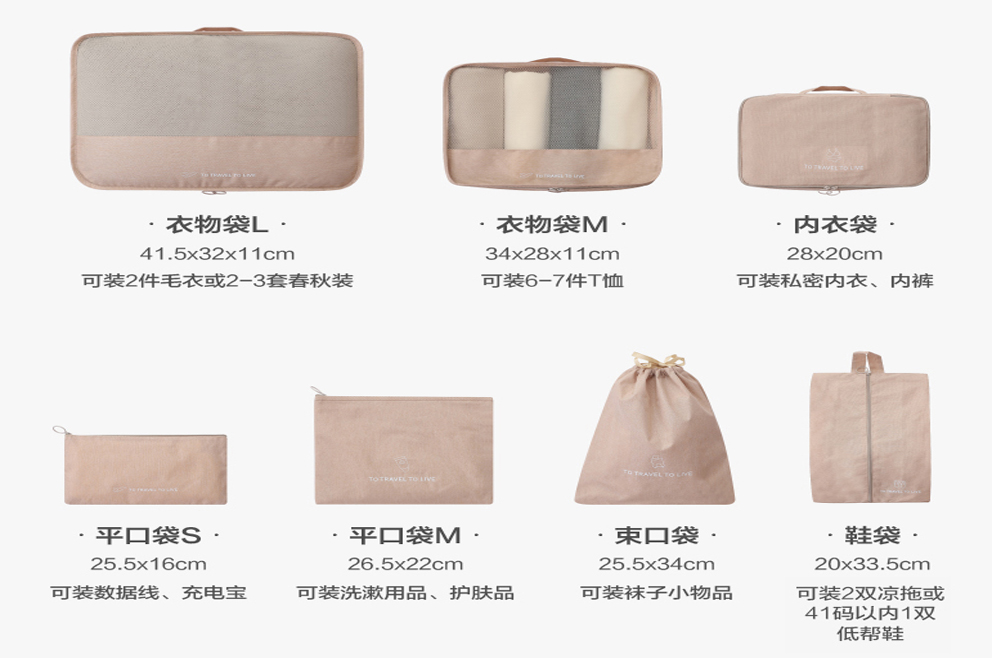 TO TRAVEL TO LIVE
TO TRAVEL TO LIVE
TO TRAVEL TO LIVE
· 衣物袋L ·
· 衣物袋M ·
· 内衣袋 ·
41.5x32x11cm
34x28x11cm
28x20cm
可装2件毛衣或2-3套春秋装
可装6-7件T恤
可装私密内衣、内裤
TO TRAVEL TO LIVE
TO TRAVEL TO LIVE
TO TRAVEL TO LIVE
· 平口袋S ·
· 平口袋M ·
· 束口袋 ·
· 鞋袋 ·
25.5x16cm
26.5x22cm
25.5x34cm
20x33.5cm
可装数据线、充电宝
可装洗漱用品、护肤品
可装袜子小物品
可装2双凉拖或
41码以内1双
低帮鞋